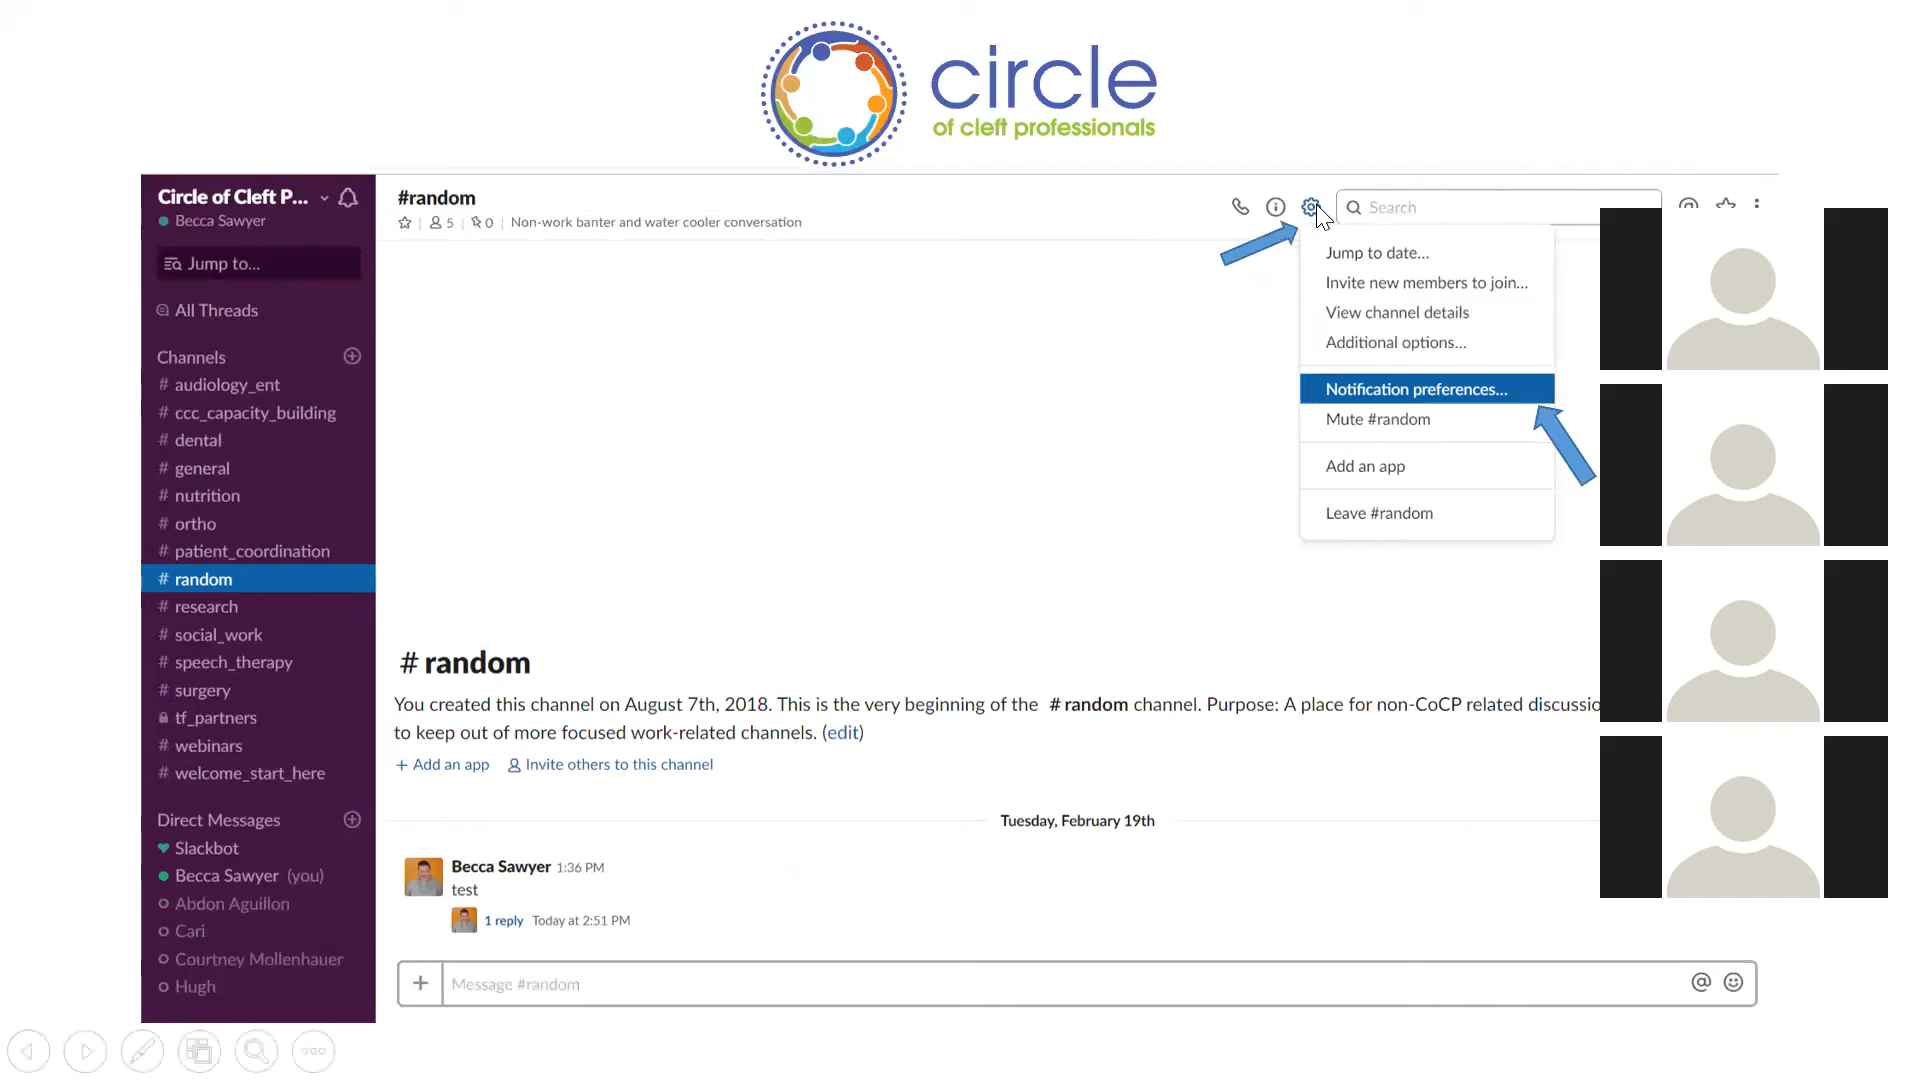 circle
of cleft professionals
Circle of Cleft P...
Becca Sawyer
Jump to...
All Threads
Channels
# audiology_ent
# ccc_capacity_building
# dental
# general
# nutrition
# ortho
# patient_coordination
# random
# research
# social_work
# speech_therapy
# surgery
tf_partners
# webinars
# welcome_start_here
Direct Messages
Slackbot
Becca Sawyer (you)
Abdon Aguillon
Cari
Courtney Mollenhauer
Hugh
#random
5 | 0 | Non-work banter and water cooler conversation
Search
Jump to date...
Invite new members to join...
View channel details
Additional options...
Notification preferences...
Mute #random
Add an app
Leave #random
# random
You created this channel on August 7th, 2018. This is the very beginning of the # random channel. Purpose: A place for non-CoCP related discussio
to keep out of more focused work-related channels. (edit)
+ Add an app Invite others to this channel
Tuesday, February 19th
Becca Sawyer 1:36 PM
test
1 reply Today at 2:51 PM
+ Message #random @